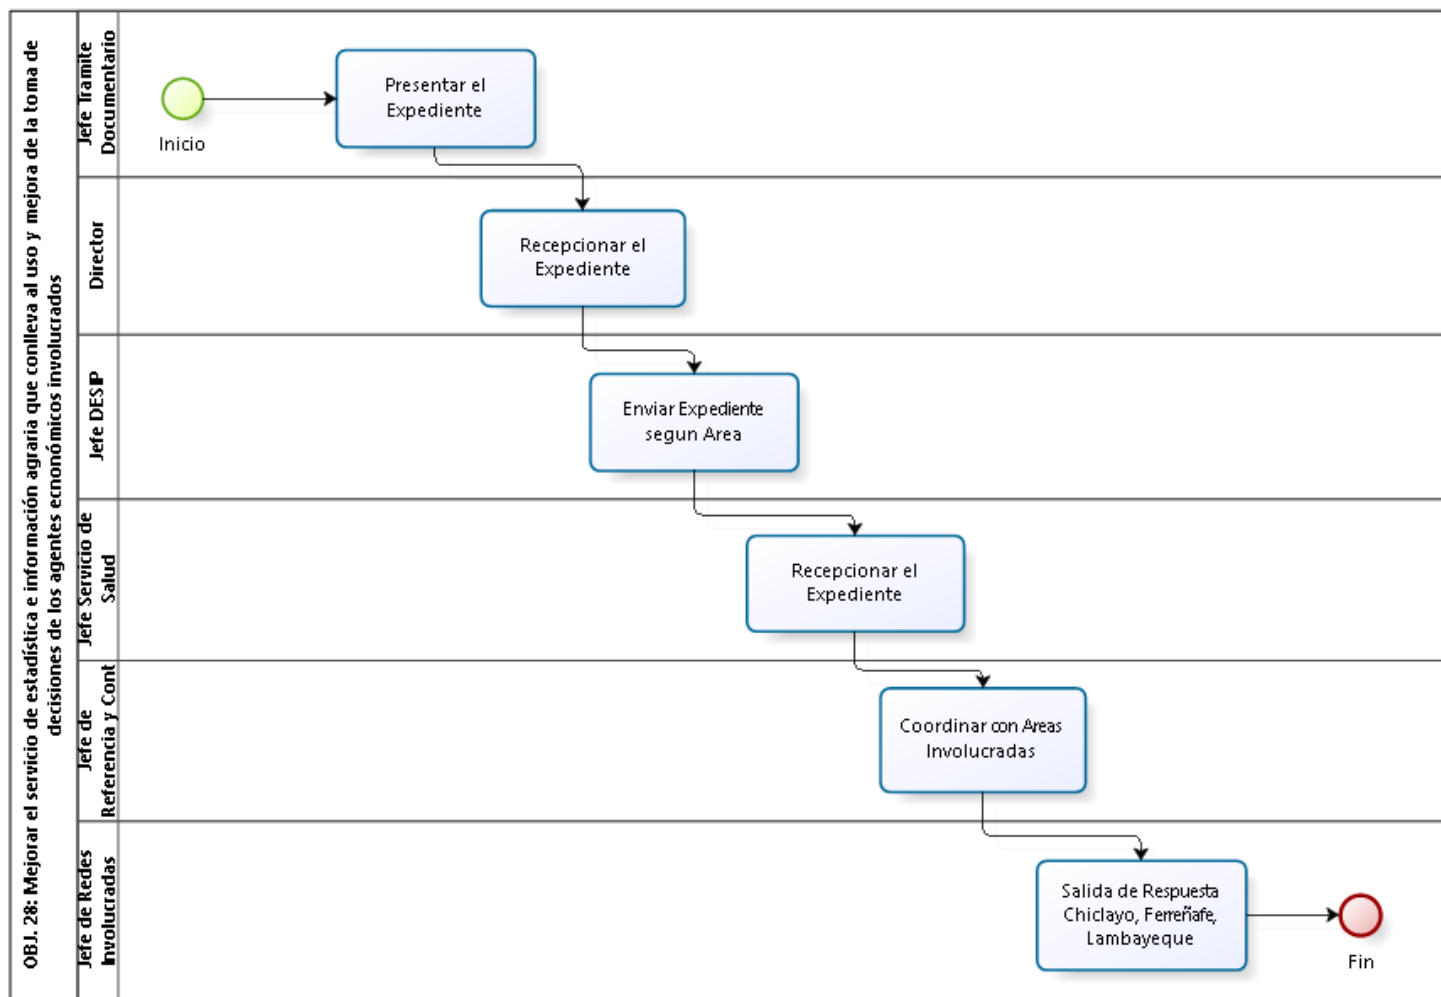 OBJ. 28: Mejorar el servicio de estadística e información agraria que conlleva al uso y mejora de la toma de
decisiones de los agentes económicos involucrados
Jefe Tramite
Documentario
Inicio
Presentar el
Expediente
Director
Recepcionar el
Expediente
Jefe DESIP
Enviar Expediente
segun Area
Jefe Servicio de
Salud
Recepcionar el
Expediente
Jefe de
Referencia y Cont
Coordinar con Areas
Involucradas
Jefe de Redes
Involucradas
Salida de Respuesta
Chiclayo, Ferreñafe,
Lambayeque
Fin